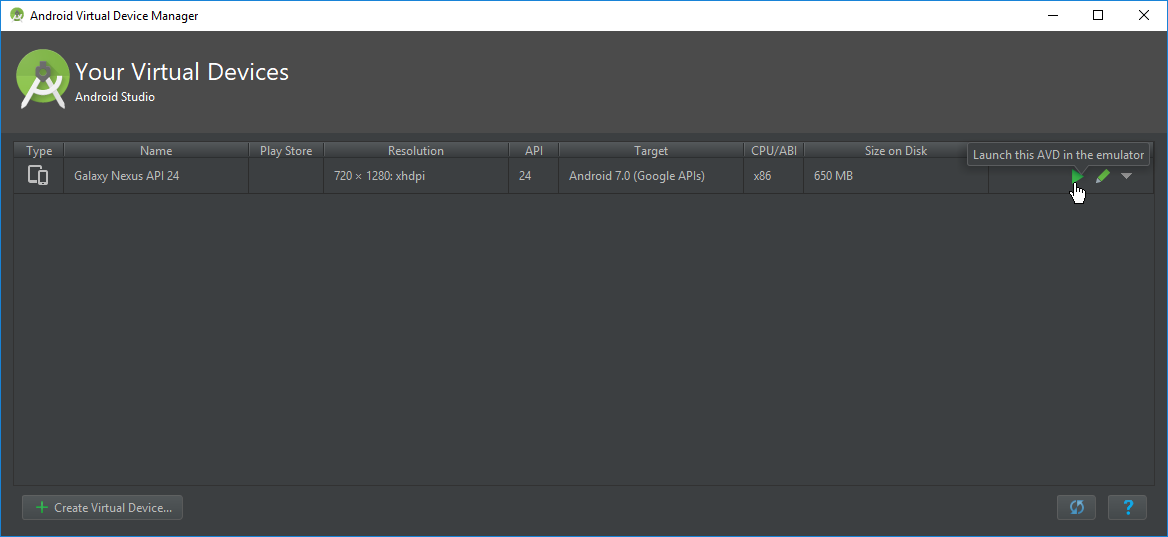 Android Virtual Device Manager
Your Virtual Devices
Android Studio
Type Name Play Store Resolution API Target CPU/ABI Size on Disk
Launch this AVD in the emulator
Galaxy Nexus API 24 720 × 1280: xhdpi 24 Android 7.0 (Google APIs) x86 650 MB
Create Virtual Device...
?